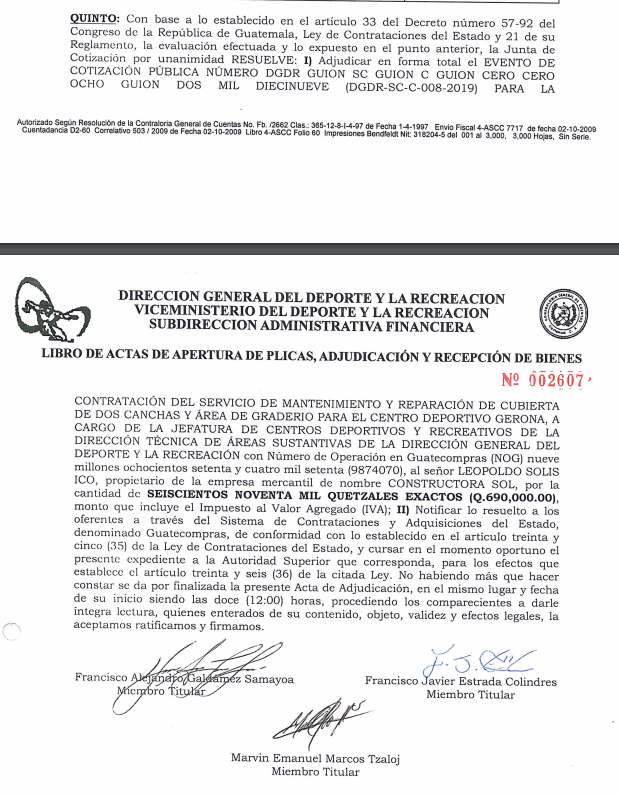 QUINTO: Con base a lo establecido en el artículo 33 del Decreto número 57-92 del
Congreso de la República de Guatemala, Ley de Contrataciones del Estado y 21 de su
Reglamento, la evaluación efectuada y lo expuesto en el punto anterior, la Junta de
Cotización por unanimidad RESUELVE: I) Adjudicar en forma total el EVENTO DE
COTIZACIÓN PÚBLICA NÚMERO DGDR GUION SC GUION C GUION CERO CERO
OCHO GUION DOS MIL DIECINUEVE (DGDR-SC-C-008-2019) PARA LA
Autorizado Según Resolución de la Contraloria General de Cuentas No. Fb. /2662 Clas.: 365-12-8-I-4-97 de Fecha 1-4-1997 Envio Fiscal 4-ASCC 7717 de fecha 02-10-2009
Cuentadancia D2-60 Correlativo 503 / 2009 de Fecha 02-10-2009 Libro 4-ASCC Folio 60 Impresiones Bendfeldt Nit: 318204-5 del 001 al 3,000, 3,000 Hojas, Sin Serie.
DIRECCION GENERAL DEL DEPORTE Y LA RECREACION
VICEMINISTERIO DEL DEPORTE Y LA RECREACION
SUBDIRECCION ADMINISTRATIVA FINANCIERA
LIBRO DE ACTAS DE APERTURA DE PLICAS, ADJUDICACIÓN Y RECEPCIÓN DE BIENES
Nº 002607
CONTRATACIÓN DEL SERVICIO DE MANTENIMIENTO Y REPARACIÓN DE CUBIERTA
DE DOS CANCHAS Y ÁREA DE GRADERIO PARA EL CENTRO DEPORTIVO GERONA, A
CARGO DE LA JEFATURA DE CENTROS DEPORTIVOS Y RECREATIVOS DE LA
DIRECCIÓN TÉCNICA DE ÁREAS SUSTANTIVAS DE LA DIRECCIÓN GENERAL DEL
DEPORTE Y LA RECREACIÓN con Número de Operación en Guatecompras (NOG) nueve
millones ochocientos setenta y cuatro mil setenta (9874070), al señor LEOPOLDO SOLIS
ICO, propietario de la empresa mercantil de nombre CONSTRUCTORA SOL, por la
cantidad de SEISCIENTOS NOVENTA MIL QUETZALES EXACTOS (Q.690,000.00),
monto que incluye el Impuesto al Valor Agregado (IVA); II) Notificar lo resuelto a los
oferentes a través del Sistema de Contrataciones y Adquisiciones del Estado,
denominado Guatecompras, de conformidad con lo establecido en el artículo treinta y
cinco (35) de la Ley de Contrataciones del Estado, y cursar en el momento oportuno el
presente expediente a la Autoridad Superior que corresponda, para los efectos que
establece el artículo treinta y seis (36) de la citada Ley. No habiendo más que hacer
constar se da por finalizada la presente Acta de Adjudicación, en el mismo lugar y fecha
de su inicio siendo las doce (12:00) horas, procediendo los comparecientes a darle
integra lectura, quienes enterados de su contenido, objeto, validez y efectos legales, la
aceptamos ratificamos y firmamos.
Francisco Alejandro Galdámez Samayoa
Miembro Titular
Francisco Javier Estrada Colindres
Miembro Titular
Marvin Emanuel Marcos Tzaloj
Miembro Titular